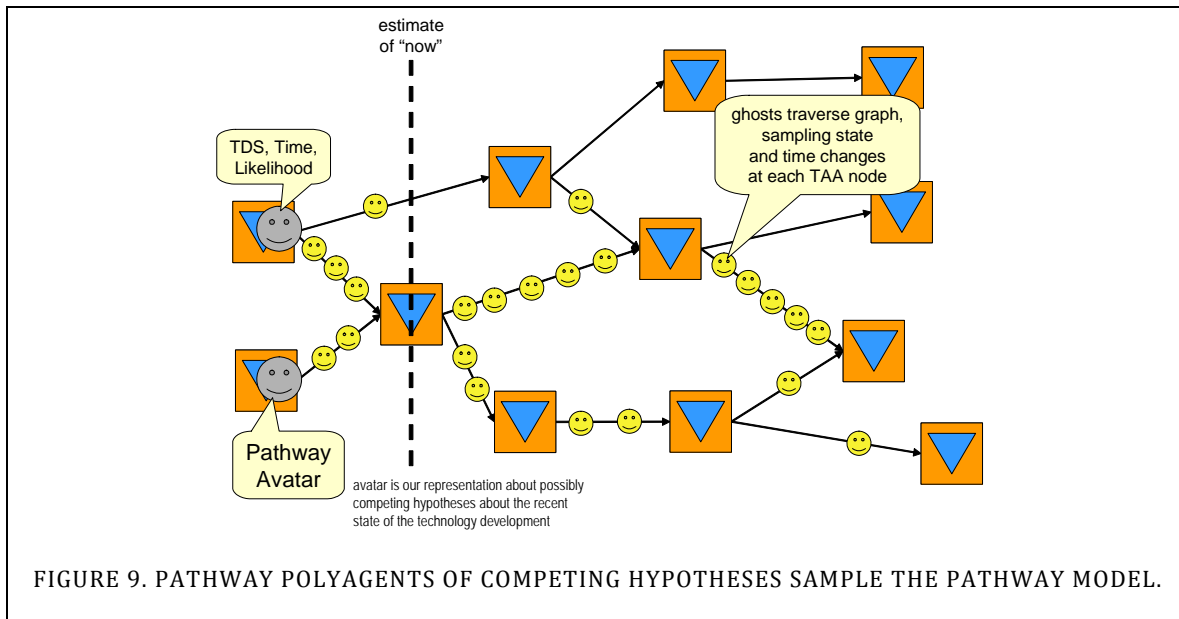 estimate
of “now”
TDS, Time,
Likelihood
ghosts traverse graph,
sampling state
and time changes
at each TAA node
Pathway
Avatar
avatar is our representation about possibly
competing hypotheses about the recent
state of the technology development
FIGURE 9. PATHWAY POLYAGENTS OF COMPETING HYPOTHESES SAMPLE THE PATHWAY MODEL.